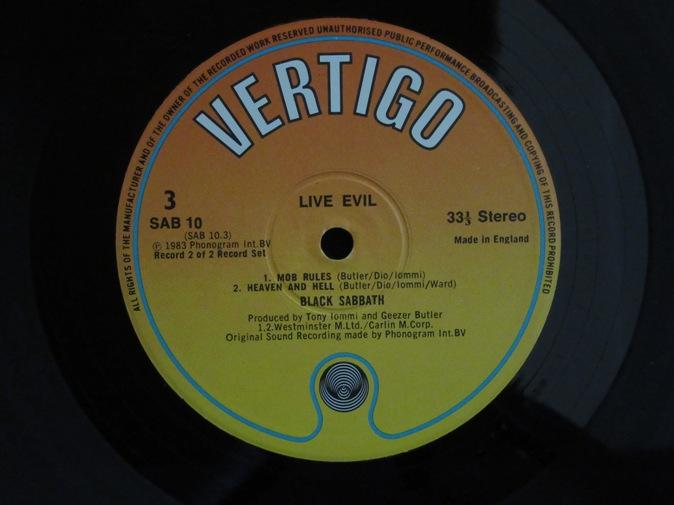 ALL RIGHTS OF THE MANUFACTURER AND OF THE OWNER OF THE RECORDED WORK RESERVED UNAUTHORISED PUBLIC PERFORMANCE BROADCASTING AND COPYING OF THIS RECORD PROHIBITED
VERTIGO
3
SAB 10
(SAB 10.3)
℗ 1983 Phonogram Int.BV
Record 2 of 2 Record Set
LIVE EVIL
33⅓ Stereo
Made in England
1. MOB RULES (Butler/Dio/Iommi)
2. HEAVEN AND HELL (Butler/Dio/Iommi/Ward)
BLACK SABBATH
Produced by Tony Iommi and Geezer Butler
1,2.Westminster M.Ltd./Carlin M.Corp.
Original Sound Recording made by Phonogram Int.BV